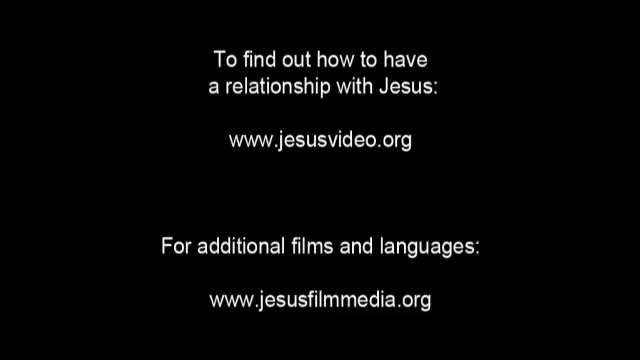 To find out how to have
a relationship with Jesus:
www.jesusvideo.org
For additional films and languages:
www.jesusfilmmedia.org